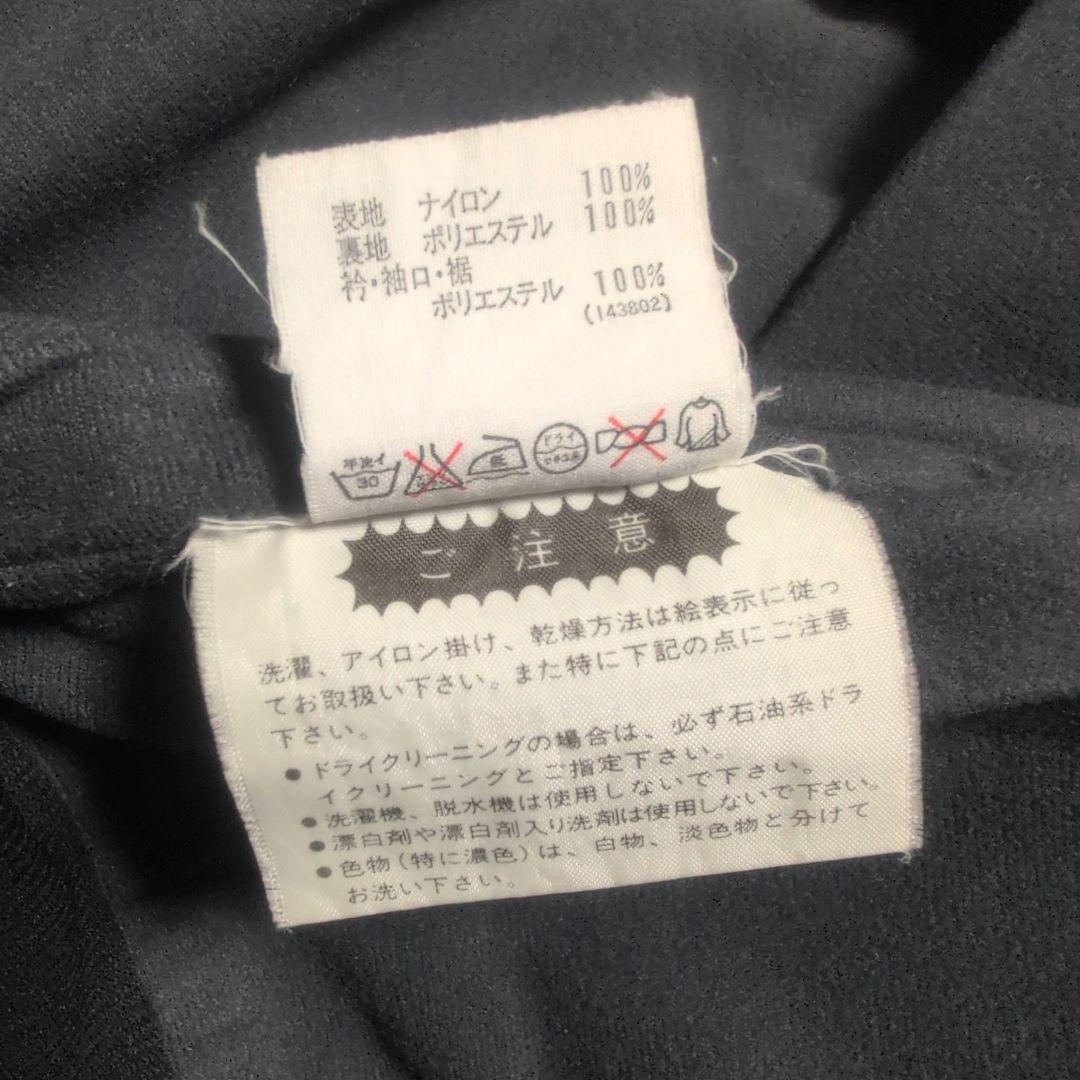 表地 ナイロン 100%
裏地 ポリエステル 100%
衿・袖口・裾
ポリエステル 100%
(143802)
手洗イ
30
ドライ
ご注意
洗濯、アイロン掛け、乾燥方法は絵表示に従っ
てお取扱い下さい。また特に下記の点にご注意
下さい。
●ドライクリーニングの場合は、必ず石油系ドラ
イクリーニングとご指定下さい。
●洗濯機、脱水機は使用しないで下さい。
●漂白剤や漂白剤入り洗剤は使用しないで下さい。
●色物(特に濃色)は、白物、淡色物と分けて
お洗い下さい。